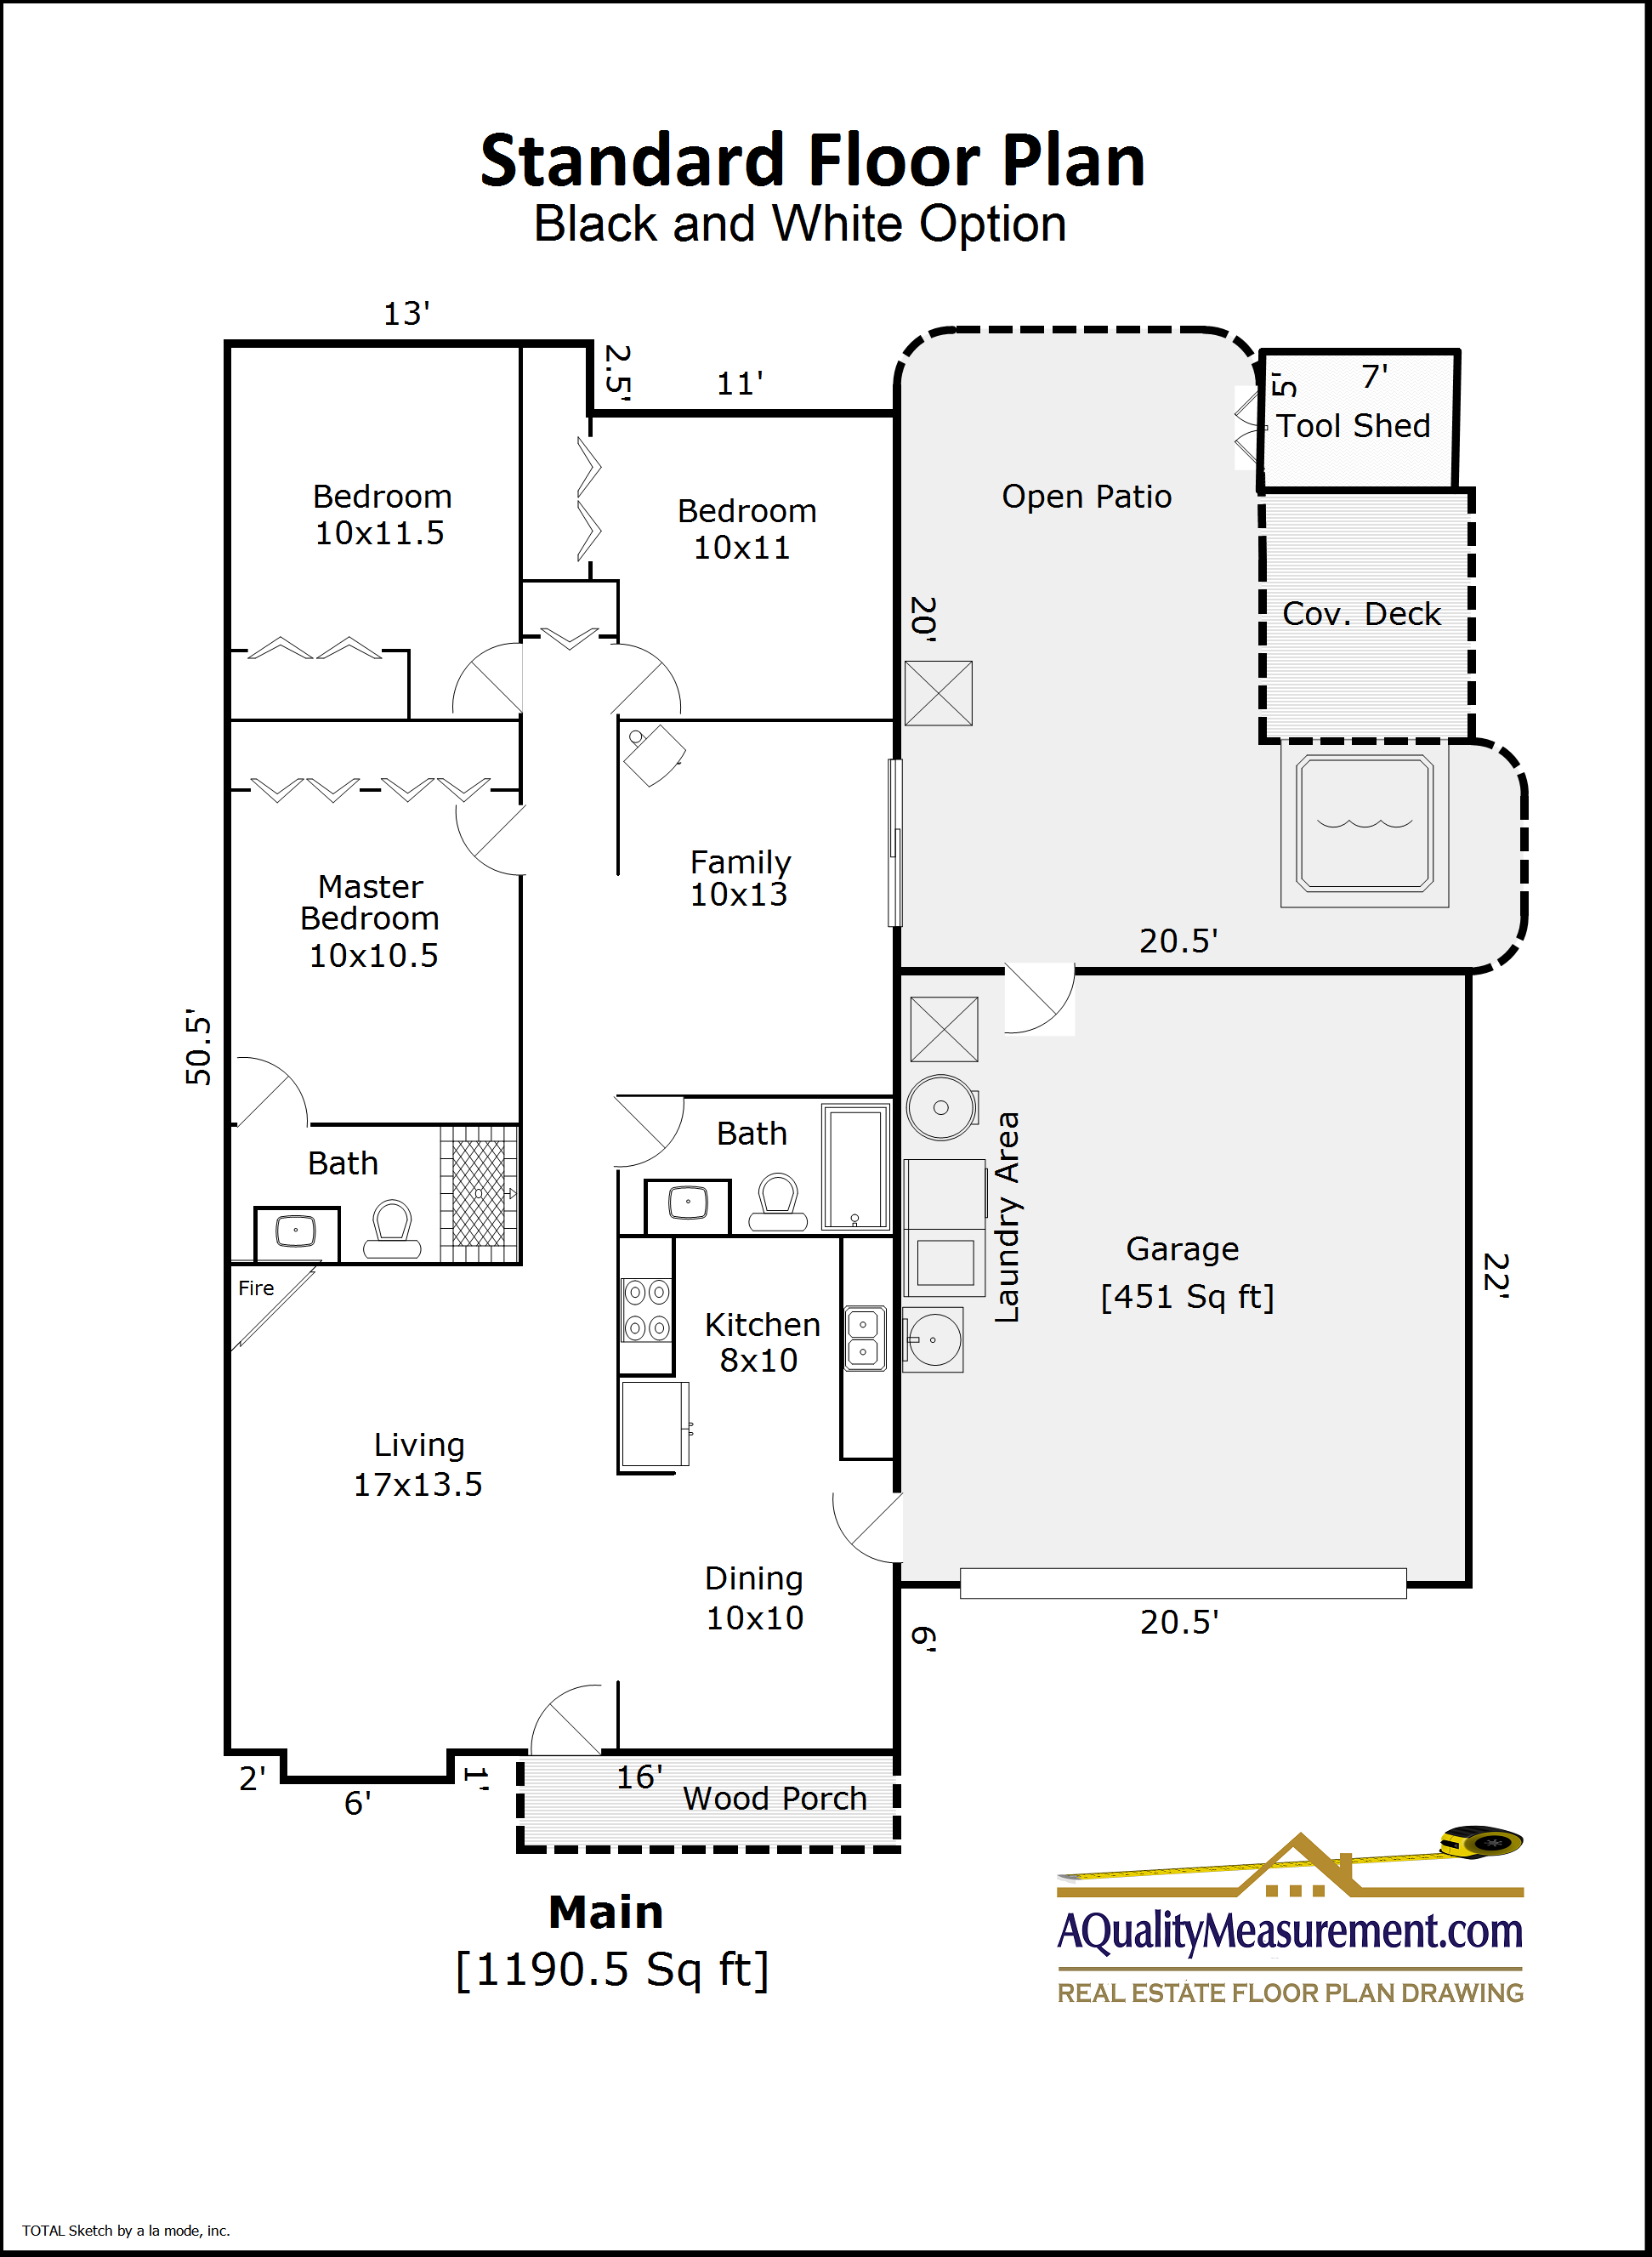 Standard Floor Plan
Black and White Option
13'
2.5'
11'
5'
7'
Tool Shed
Bedroom
10x11.5
Bedroom
10x11
Open Patio
20'
Cov. Deck
Master
Bedroom
10x10.5
Family
10x13
20.5'
50.5'
Bath
Bath
Laundry Area
Garage
[451 Sq ft]
22'
Fire
Kitchen
8x10
Living
17x13.5
Dining
10x10
20.5'
6'
2'
6'
1'
16'
Wood Porch
Main
[1190.5 Sq ft]
AQualityMeasurement.com
REAL ESTATE FLOOR PLAN DRAWING
TOTAL Sketch by a la mode, inc.